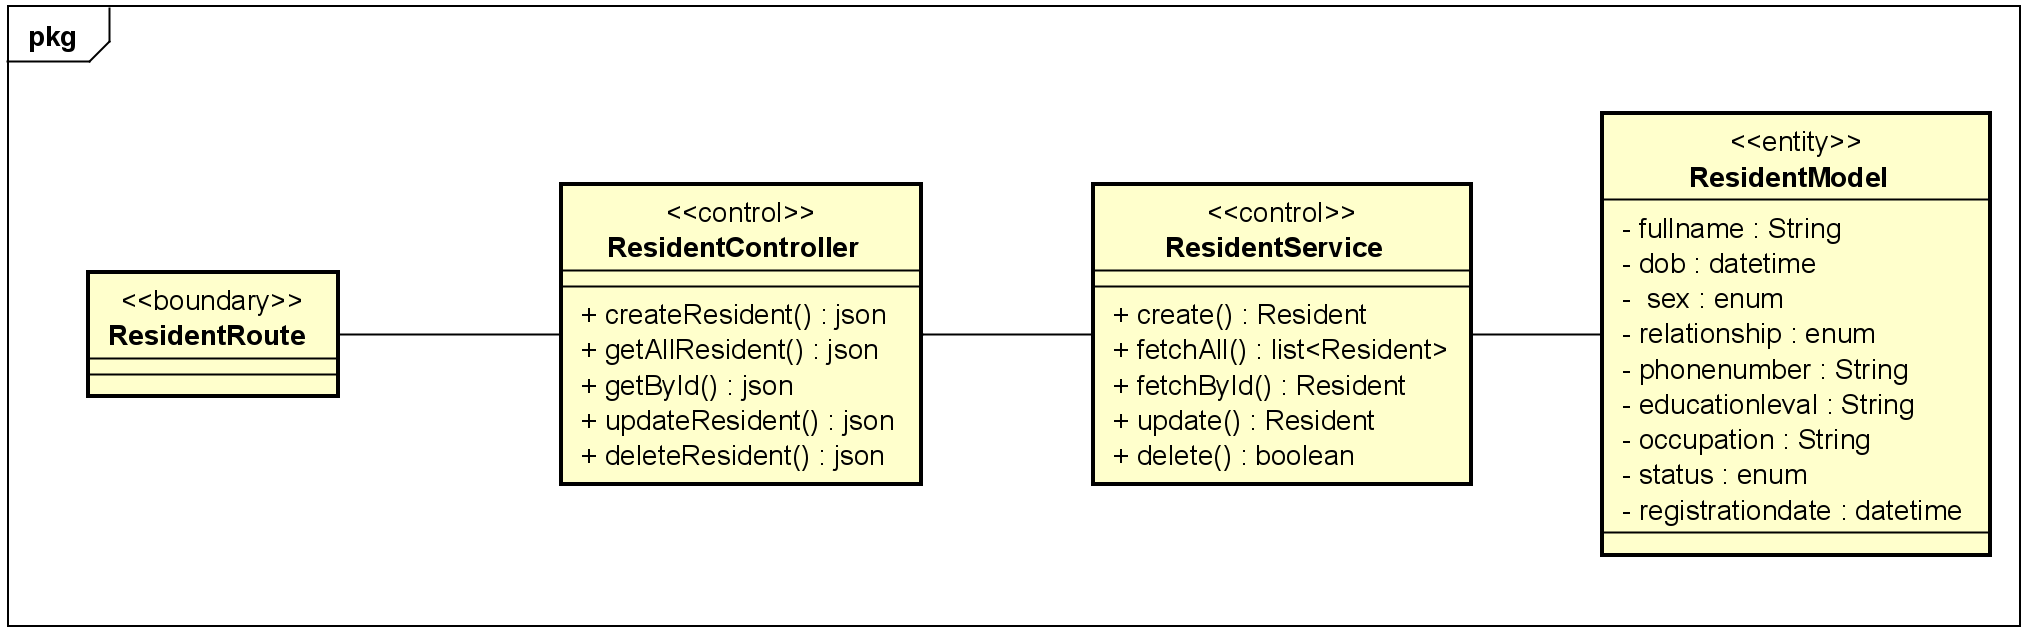 pkg
<<boundary>>
ResidentRoute
<<control>>
ResidentController
+ createResident() : json
+ getAllResident() : json
+ getById() : json
+ updateResident() : json
+ deleteResident() : json
<<control>>
ResidentService
+ create() : Resident
+ fetchAll() : list<Resident>
+ fetchById() : Resident
+ update() : Resident
+ delete() : boolean
<<entity>>
ResidentModel
- fullname : String
- dob : datetime
-  sex : enum
- relationship : enum
- phonenumber : String
- educationleval : String
- occupation : String
- status : enum
- registrationdate : datetime